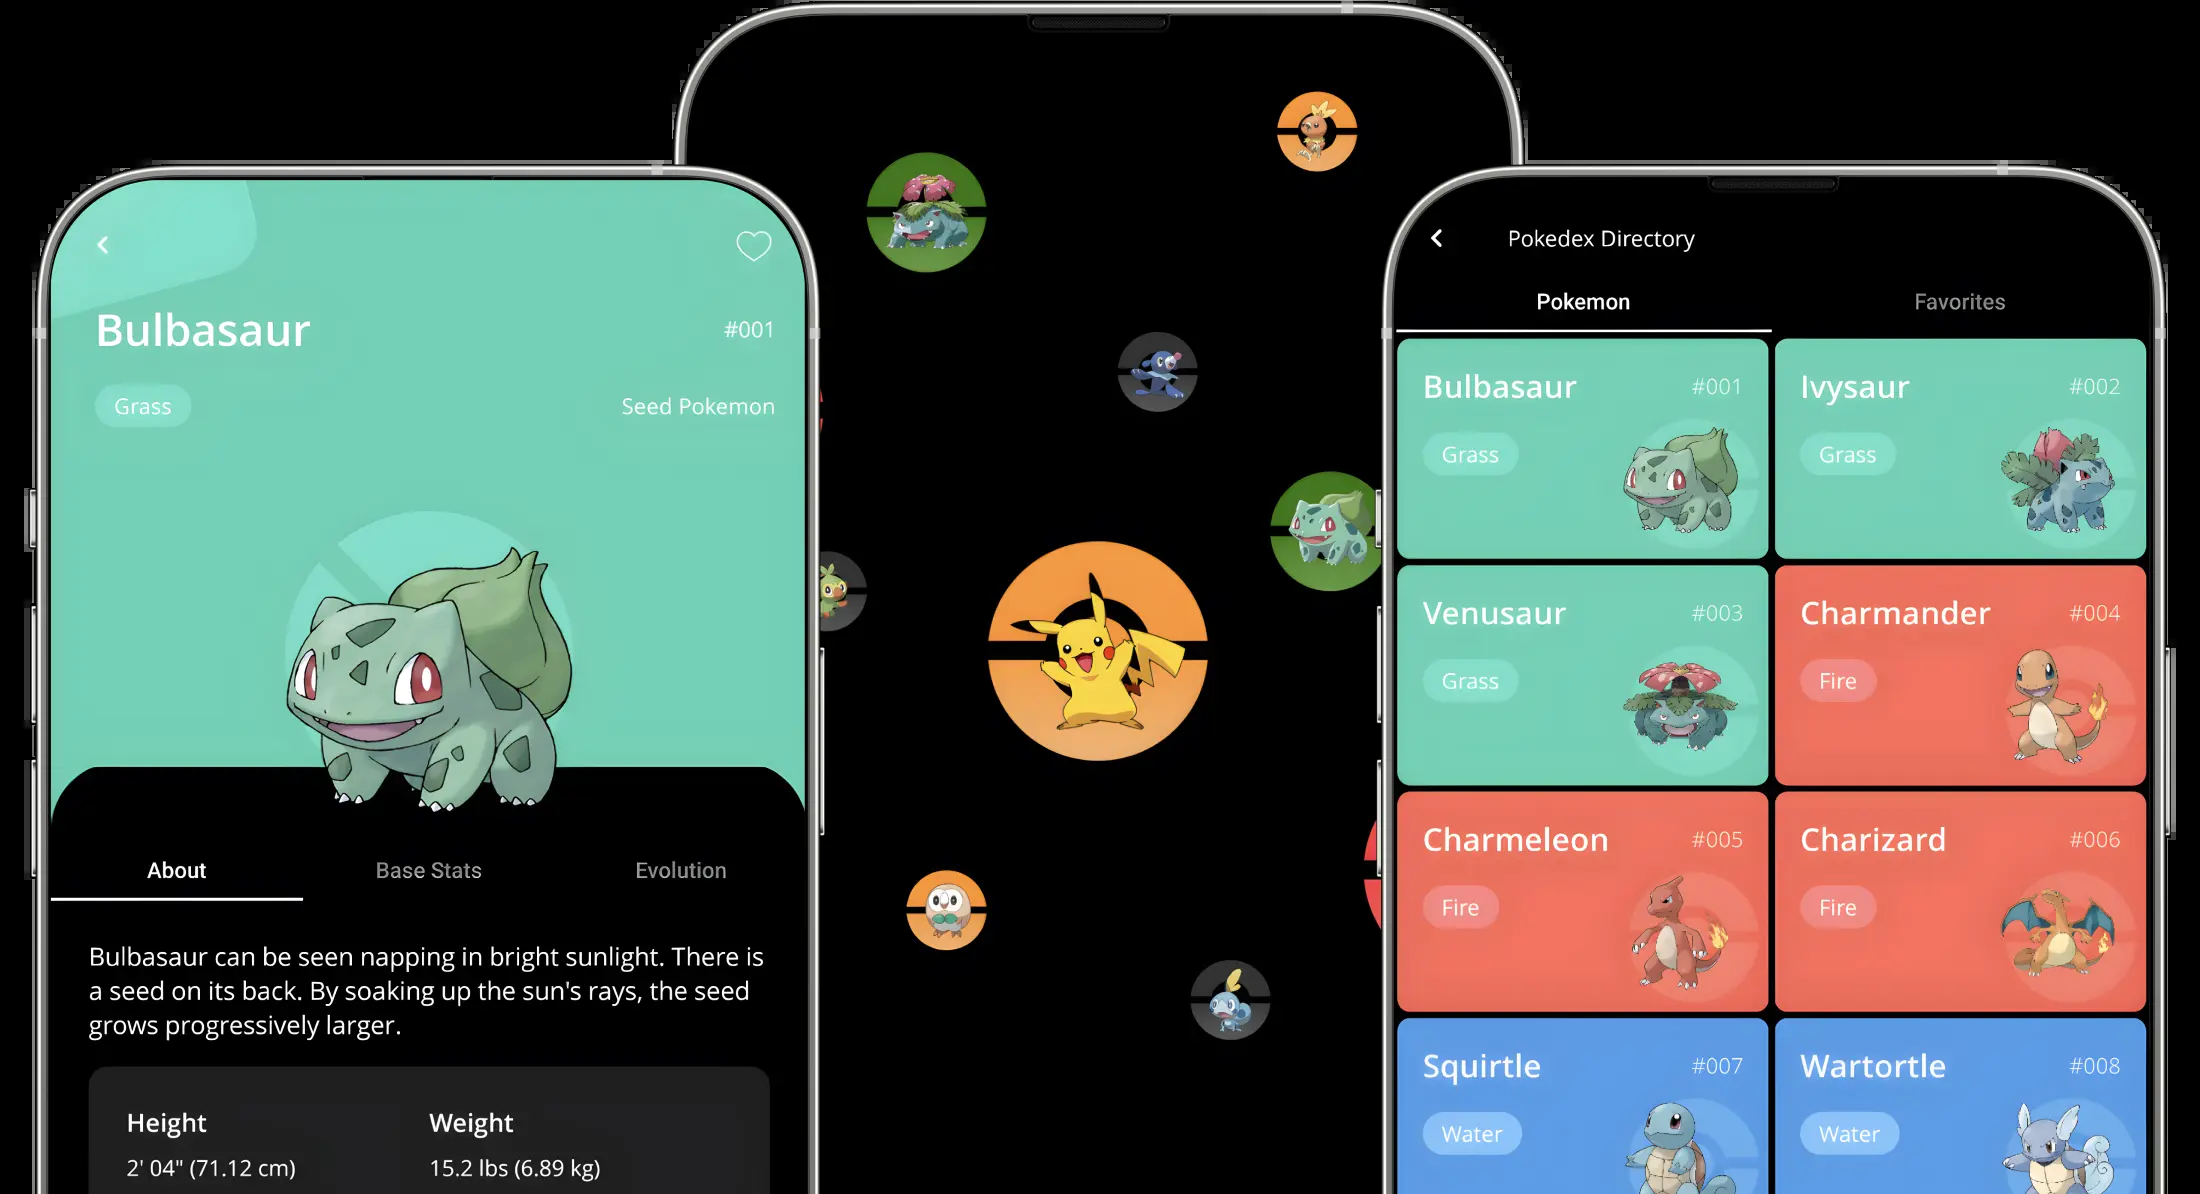 Bulbasaur
#001
Grass
Seed Pokemon
About
Base Stats
Evolution
Bulbasaur can be seen napping in bright sunlight. There is
a seed on its back. By soaking up the sun's rays, the seed
grows progressively larger.
Height
Weight
2' 04" (71.12 cm)
15.2 lbs (6.89 kg)
Pokedex Directory
Pokemon
Favorites
Bulbasaur
#001
Grass
Ivysaur
#002
Grass
Venusaur
#003
Grass
Charmander
#004
Fire
Charmeleon
#005
Fire
Charizard
#006
Fire
Squirtle
#007
Water
Wartortle
#008
Water